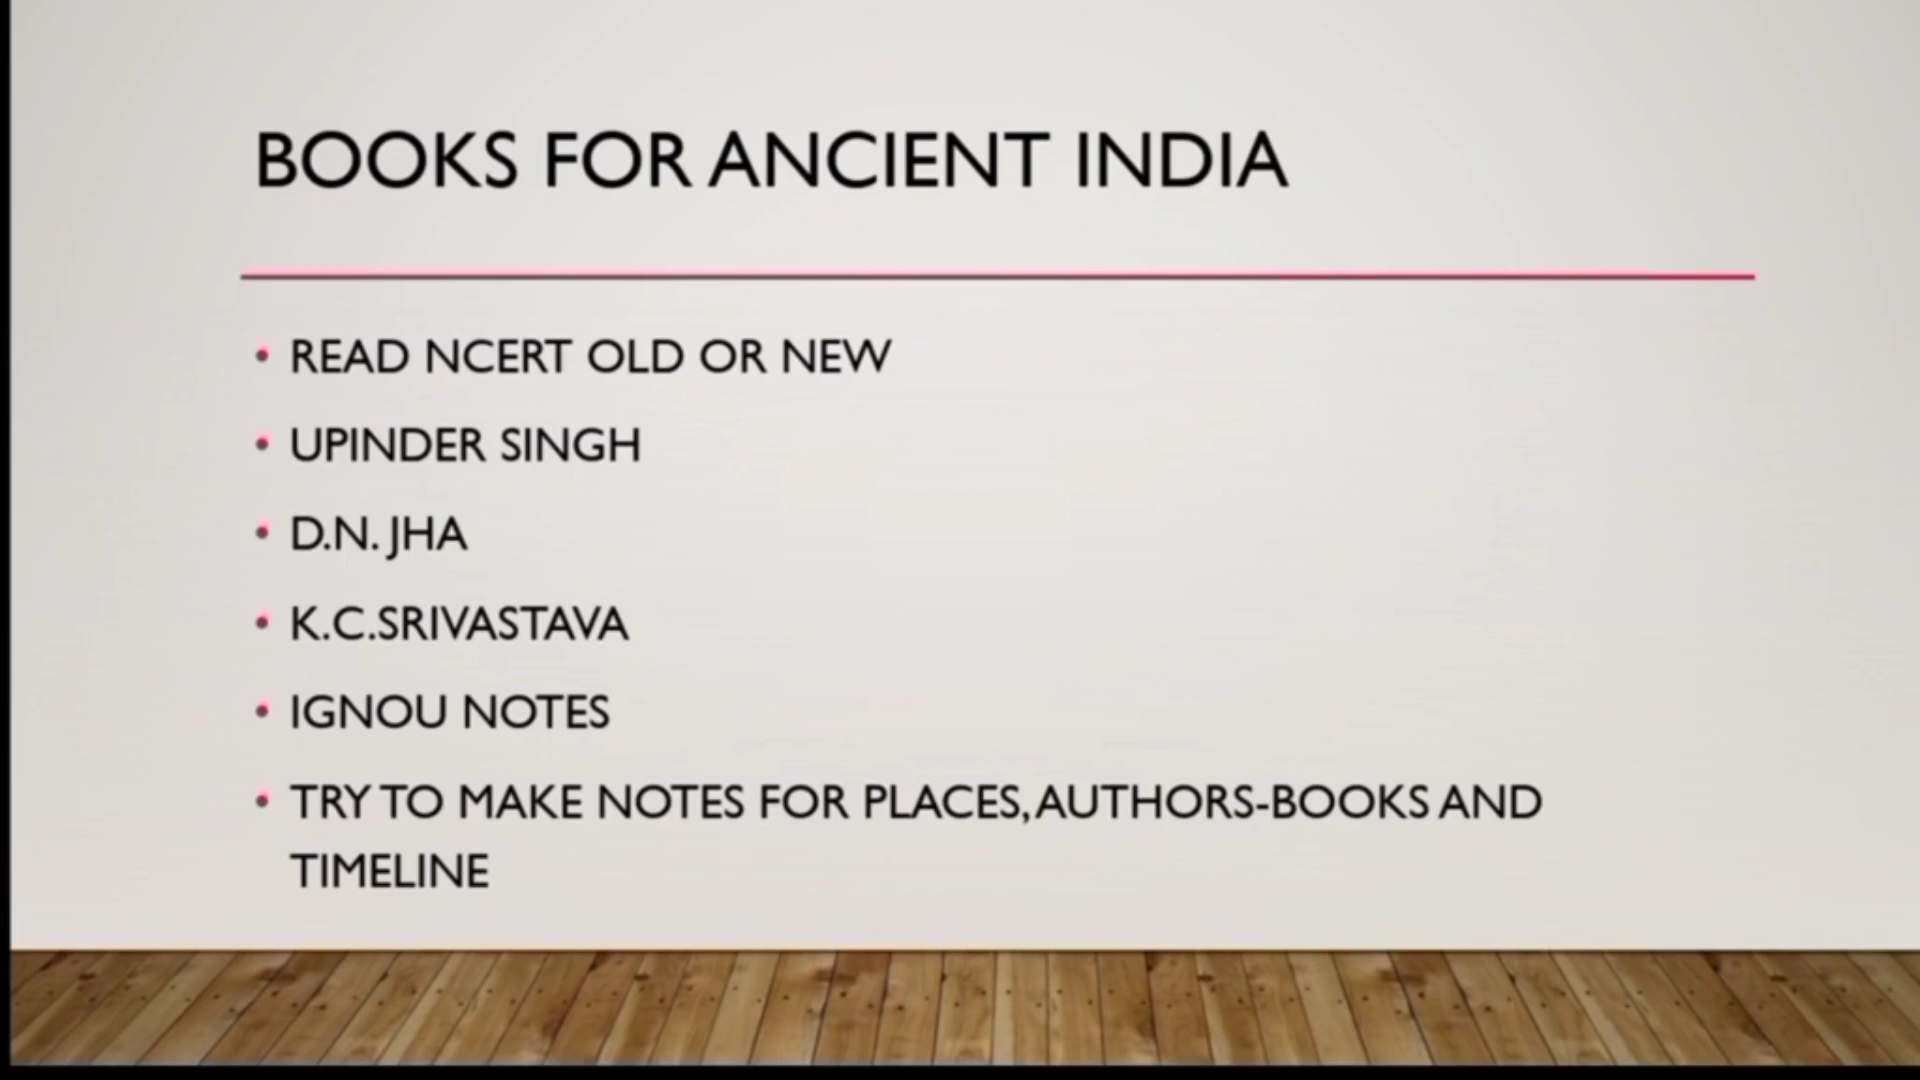 BOOKS FOR ANCIENT INDIA
• READ NCERT OLD OR NEW
• UPINDER SINGH
• D.N. JHA
• K.C.SRIVASTAVA
• IGNOU NOTES
• TRY TO MAKE NOTES FOR PLACES,AUTHORS-BOOKS AND
TIMELINE